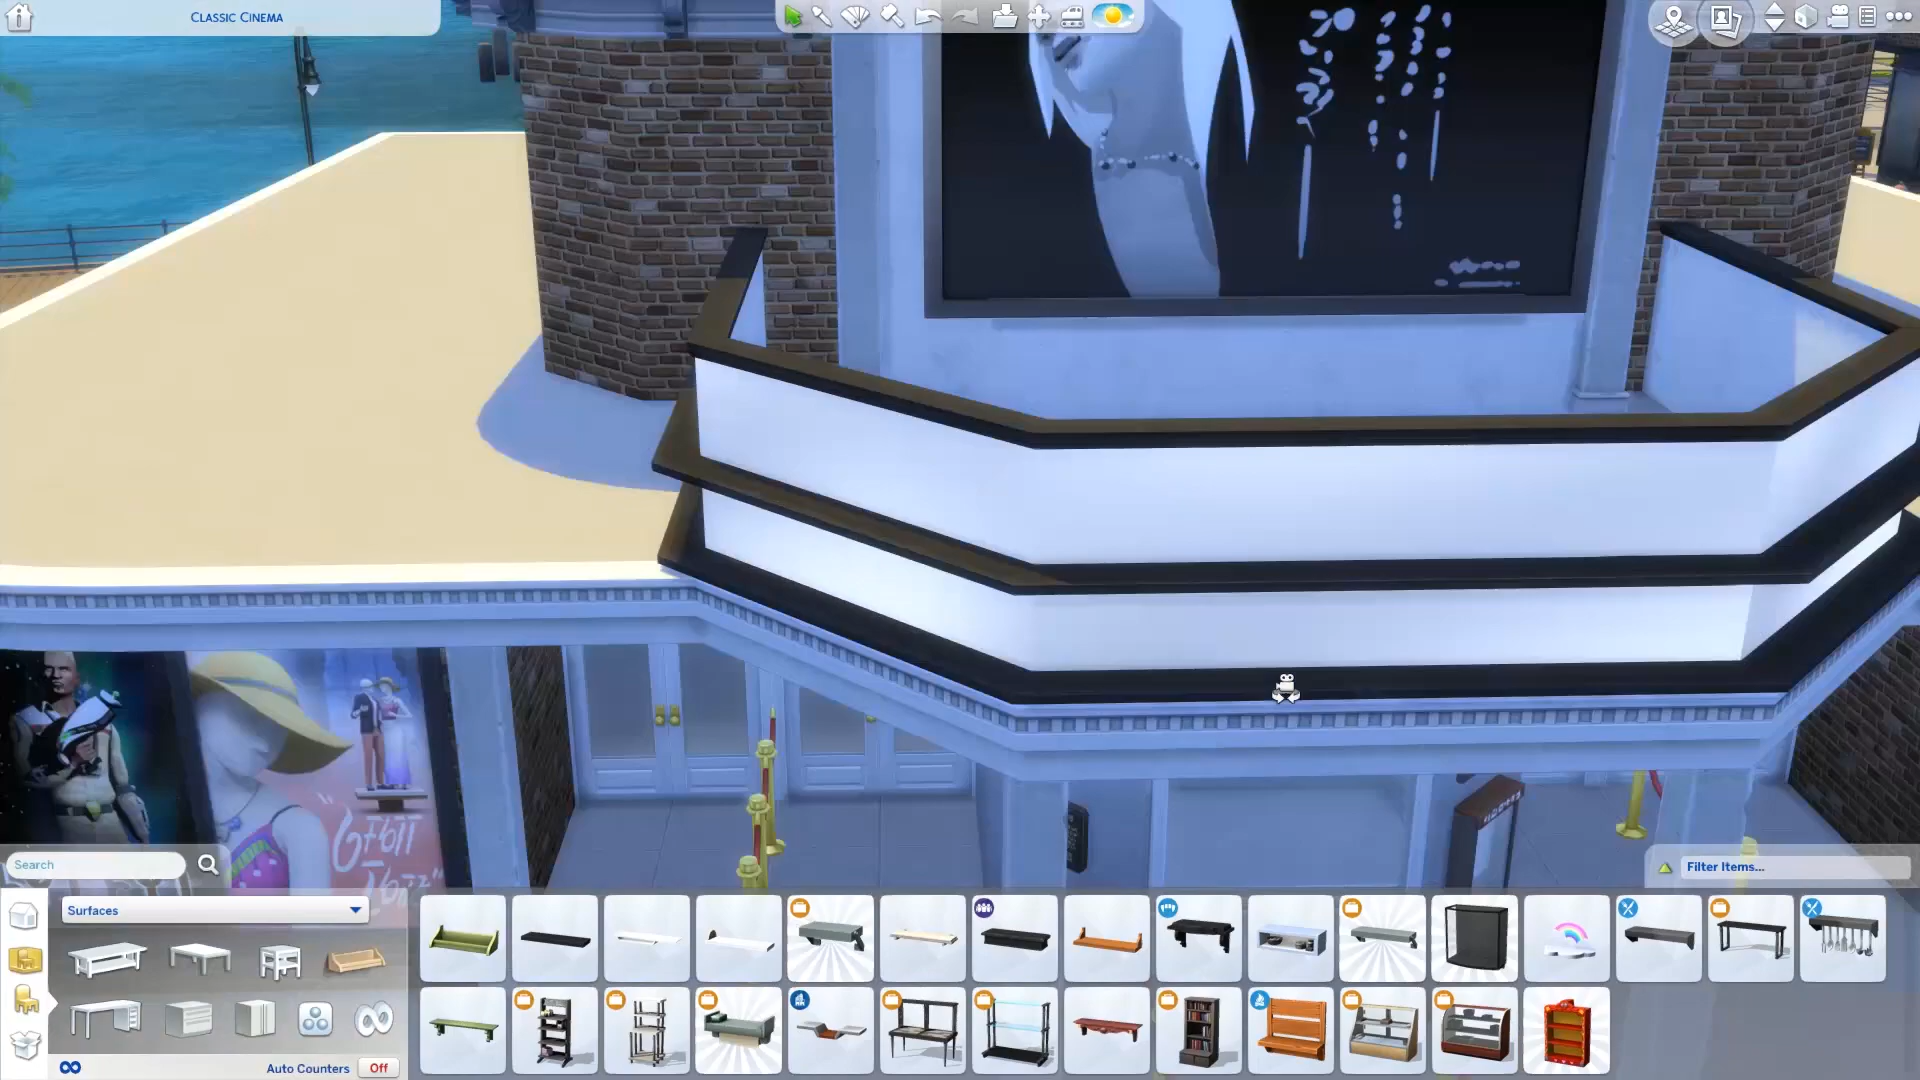 Classic Cinema
Search
Filter Items...
Surfaces
Auto Counters
Off